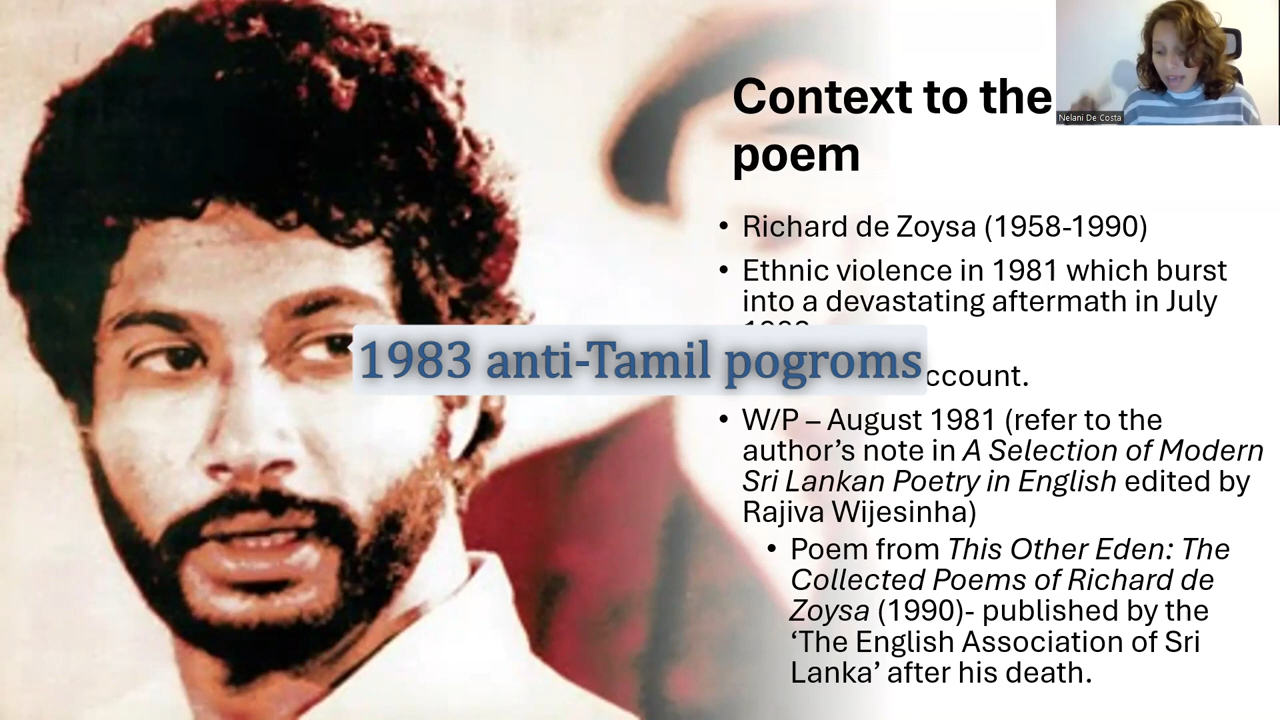 Context to the
poem
Nelani De Costa
• Richard de Zoysa (1958-1990)
• Ethnic violence in 1981 which burst
into a devastating aftermath in July
1983 anti-Tamil pogroms
ccount.
• W/P – August 1981 (refer to the
author’s note in A Selection of Modern
Sri Lankan Poetry in English edited by
Rajiva Wijesinha)
• Poem from This Other Eden: The
Collected Poems of Richard de
Zoysa (1990)- published by the
‘The English Association of Sri
Lanka’ after his death.